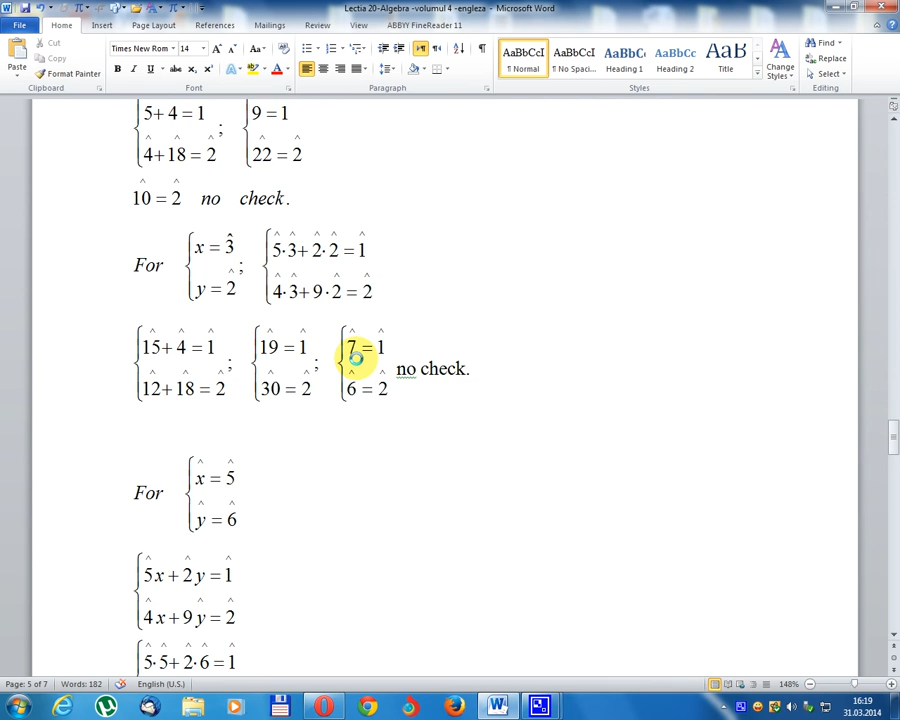 Lectia 20-Algebra -volumul 4 -engleza - Microsoft Word
File Home Insert Page Layout References Mailings Review View ABBYY FineReader 11
Paste Cut Copy Format Painter Clipboard
Times New Rom 14 Font
Paragraph
AaBbCcI ¶ Normal AaBbCcI ¶ No Spaci... AaBbC Heading 1 AaBbCc Heading 2 AaB Title Change Styles Styles
Find Replace Select Editing
5+ 4 = 1 ; 9 = 1
4̂+18̂ = 2̂ 22̂ = 2̂
10̂ = 2̂ no check.
For x = 3̂ ; 5̂·3̂+ 2̂·2̂ = 1̂
y = 2̂ 4̂·3̂+ 9·2̂ = 2̂
15̂+ 4̂ = 1̂ ; 19̂ = 1̂ ; 7̂ = 1̂ no check.
12̂+18̂ = 2̂ 30̂ = 2̂ 6̂ = 2̂
For x̂ = 5̂
ŷ = 6̂
5̂x + 2̂y = 1̂
4̂x + 9ŷ = 2̂
5̂·5̂+ 2̂·6̂ = 1̂
Page: 5 of 7 Words: 182 English (U.S.) 148%
16:19
31.03.2014